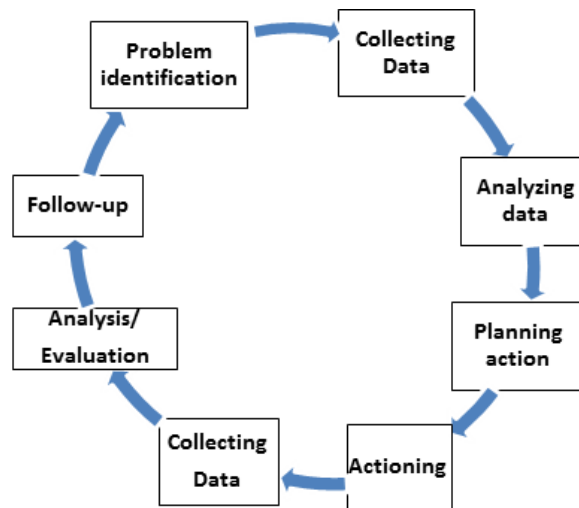 Problem
identification
Collecting
Data
Analyzing
data
Planning
action
Actioning
Collecting
Data
Analysis/
Evaluation
Follow-up